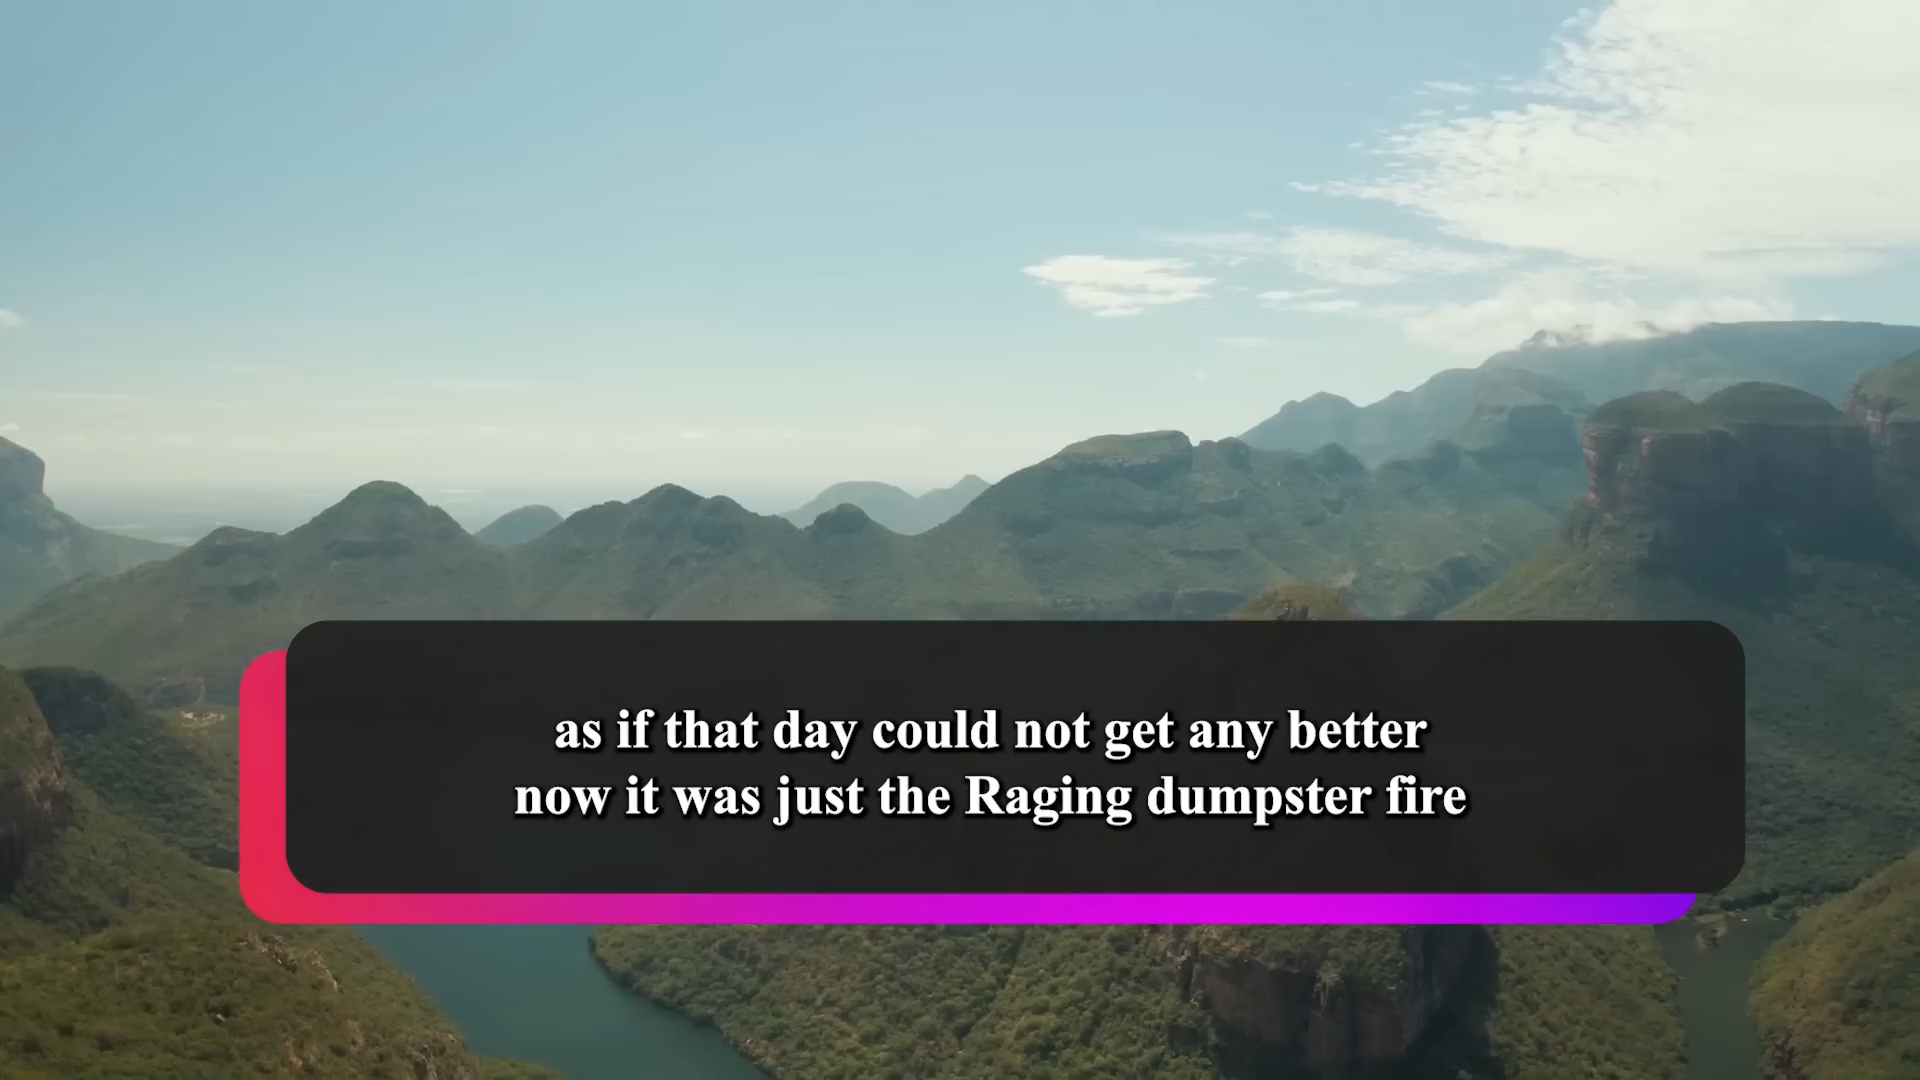 as if that day could not get any better
now it was just the Raging dumpster fire